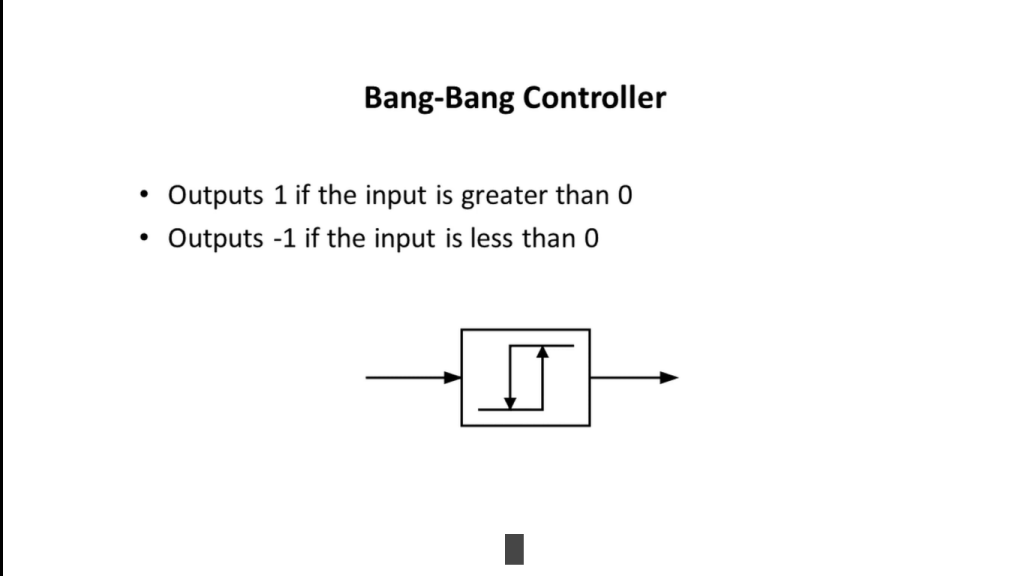 Bang-Bang Controller
• Outputs 1 if the input is greater than 0
• Outputs -1 if the input is less than 0